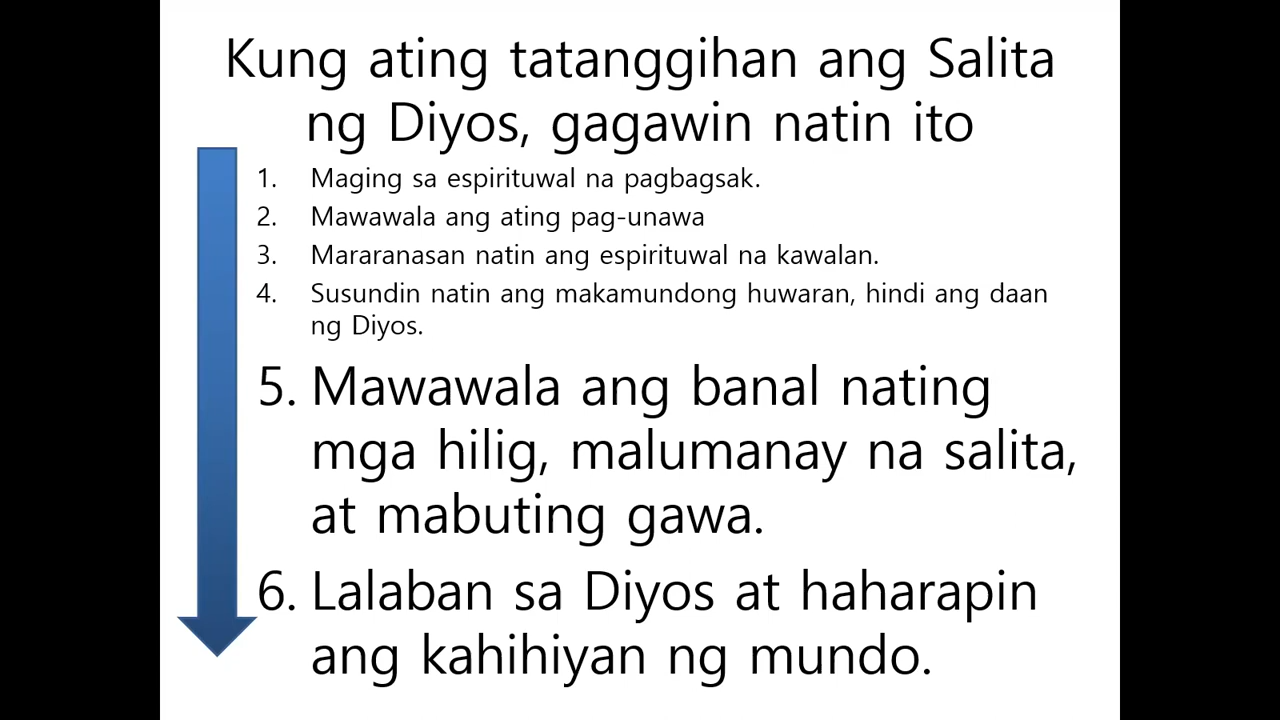 Kung ating tatanggihan ang Salita
ng Diyos, gagawin natin ito
1. Maging sa espirituwal na pagbagsak.
2. Mawawala ang ating pag-unawa
3. Mararanasan natin ang espirituwal na kawalan.
4. Susundin natin ang makamundong huwaran, hindi ang daan
ng Diyos.
5. Mawawala ang banal nating
mga hilig, malumanay na salita,
at mabuting gawa.
6. Lalaban sa Diyos at haharapin
ang kahihiyan ng mundo.